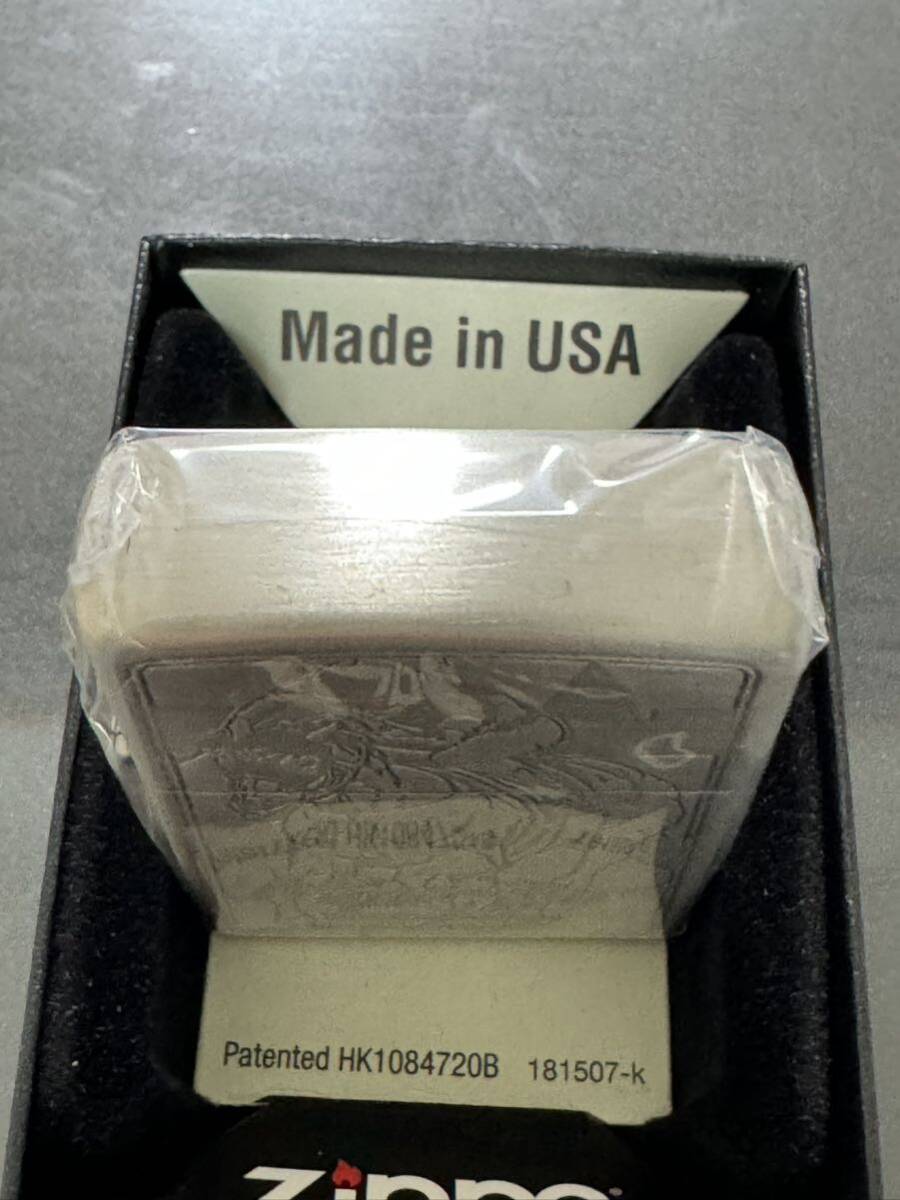 Made in USA
Patented HK1084720B 181507-k
Zippo